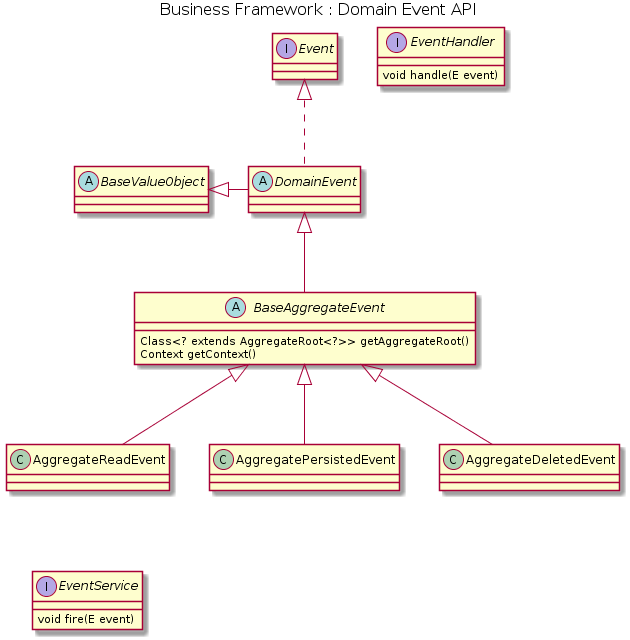 Business Framework : Domain Event API
I Event
I EventHandler
void handle(E event)
A BaseValueObject
A DomainEvent
A BaseAggregateEvent
Class<? extends AggregateRoot<?>> getAggregateRoot()
Context getContext()
C AggregateReadEvent
C AggregatePersistedEvent
C AggregateDeletedEvent
I EventService
void fire(E event)